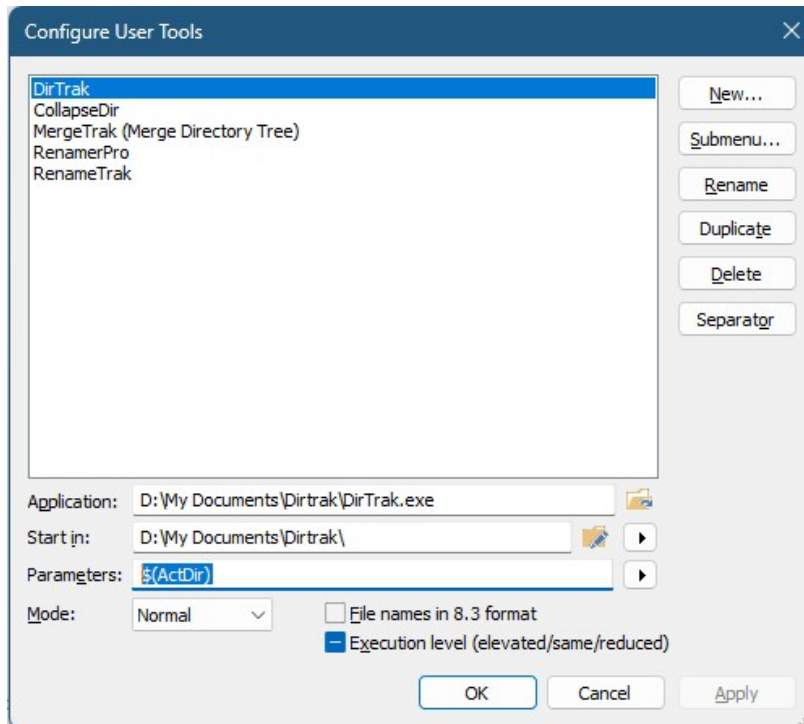 Configure User Tools
DirTrak
CollapseDir
MergeTrak (Merge Directory Tree)
RenamerPro
RenameTrak
New...
Submenu...
Rename
Duplicate
Delete
Separator
Application: D:\My Documents\Dirtrak\DirTrak.exe
Start in: D:\My Documents\Dirtrak\
Parameters: $(ActDir)
Mode: Normal File names in 8.3 format
Execution level (elevated/same/reduced)
OK Cancel Apply